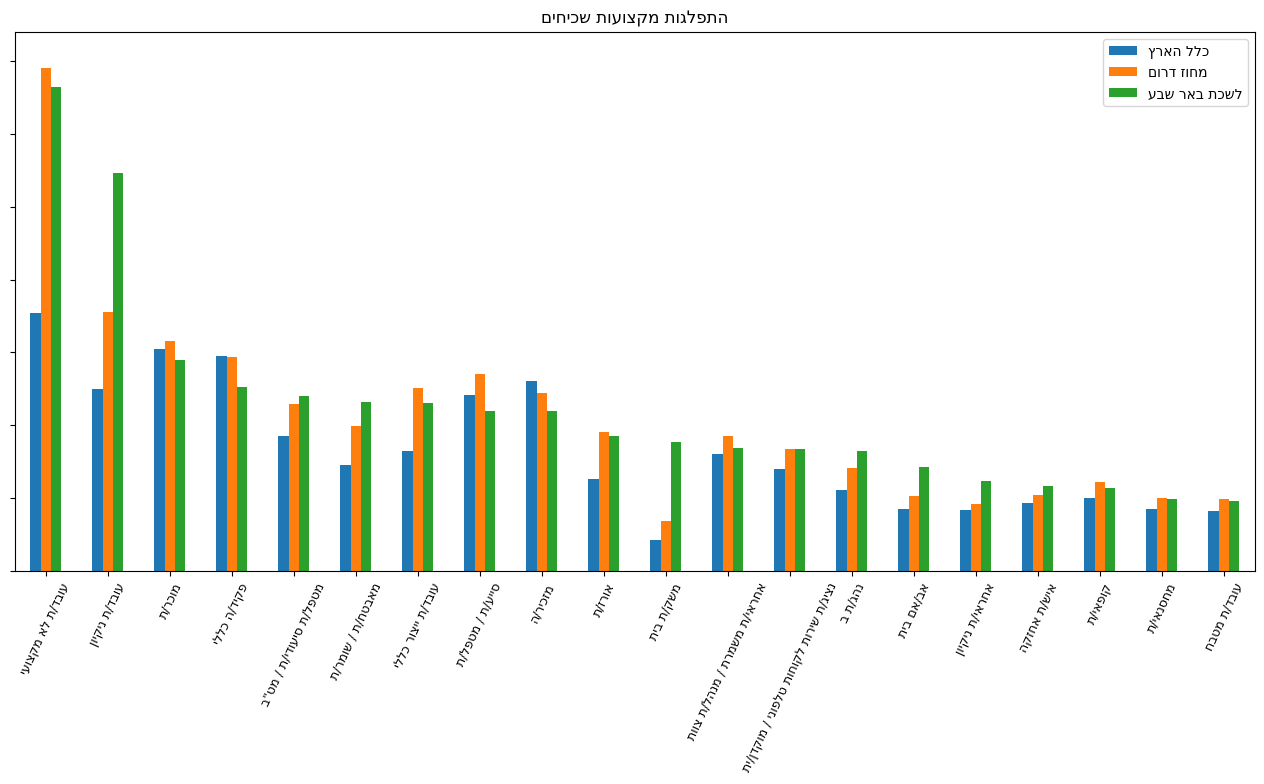 התפלגות מקצועות שכיחים
כלל הארץ
מחוז דרום
לשכת באר שבע
עובד/ת לא מקצועי
עובד/ת ניקיון
מוכר/ת
פקיד/ה כללי
מטפל/ת סיעודי/ת / מט"ב
מאבטח/ת / שומר/ת
עובד/ת ייצור כללי
סייע/ת / מטפל/ת
מזכיר/ה
אורז/ת
משק/ת בית
אחראי/ת משמרת / מנהל/ת צוות
נציג/ת שירות לקוחות טלפוני / מוקדן/ית
נהג/ת ב
אב/אם בית
אחראי/ת ניקיון
איש/ת אחזקה
קופאי/ת
מחסנאי/ת
עובד/ת מטבח